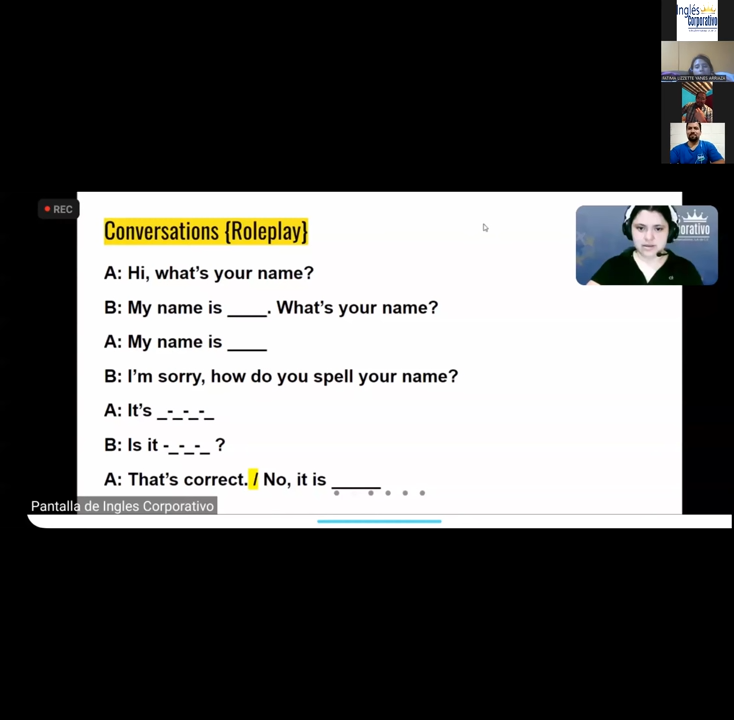 Inglés
Corporativo
REC
Conversations {Roleplay}
orativo
A: Hi, what's your name?
B: My name is ____. What's your name?
A: My name is ____
B: I'm sorry, how do you spell your name?
A: It's _-_-_-_
B: Is it -_-_-_ ?
A: That's correct. / No, it is _____
Pantalla de Ingles Corporativo